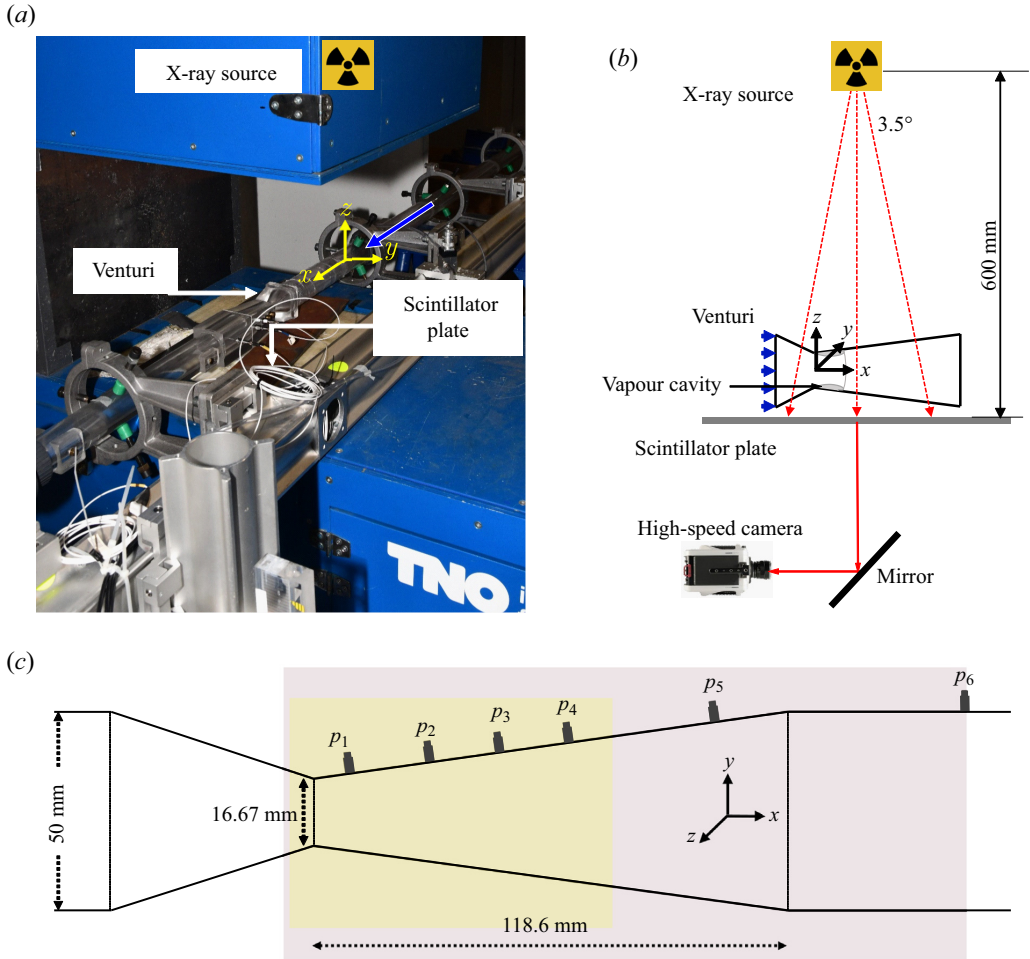 (a)
X-ray source
z
y
x
Venturi
Scintillator
plate
TNO
(b)
X-ray source
3.5°
600 mm
Venturi
z
y
x
Vapour cavity
Scintillator plate
High-speed camera
Mirror
(c)
p1
p2
p3
p4
p5
p6
50 mm
16.67 mm
y
x
z
118.6 mm